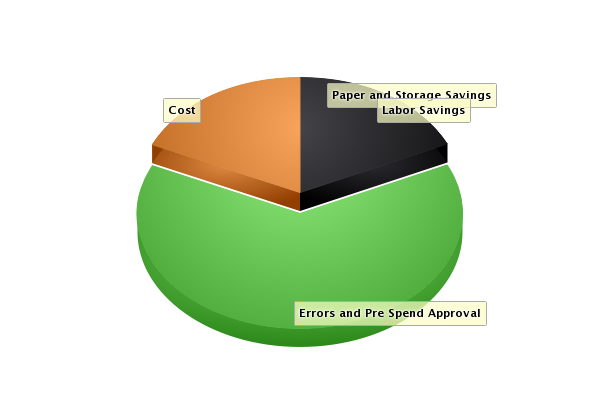 Paper and Storage Savings
Cost
Labor Savings
Errors and Pre Spend Approval